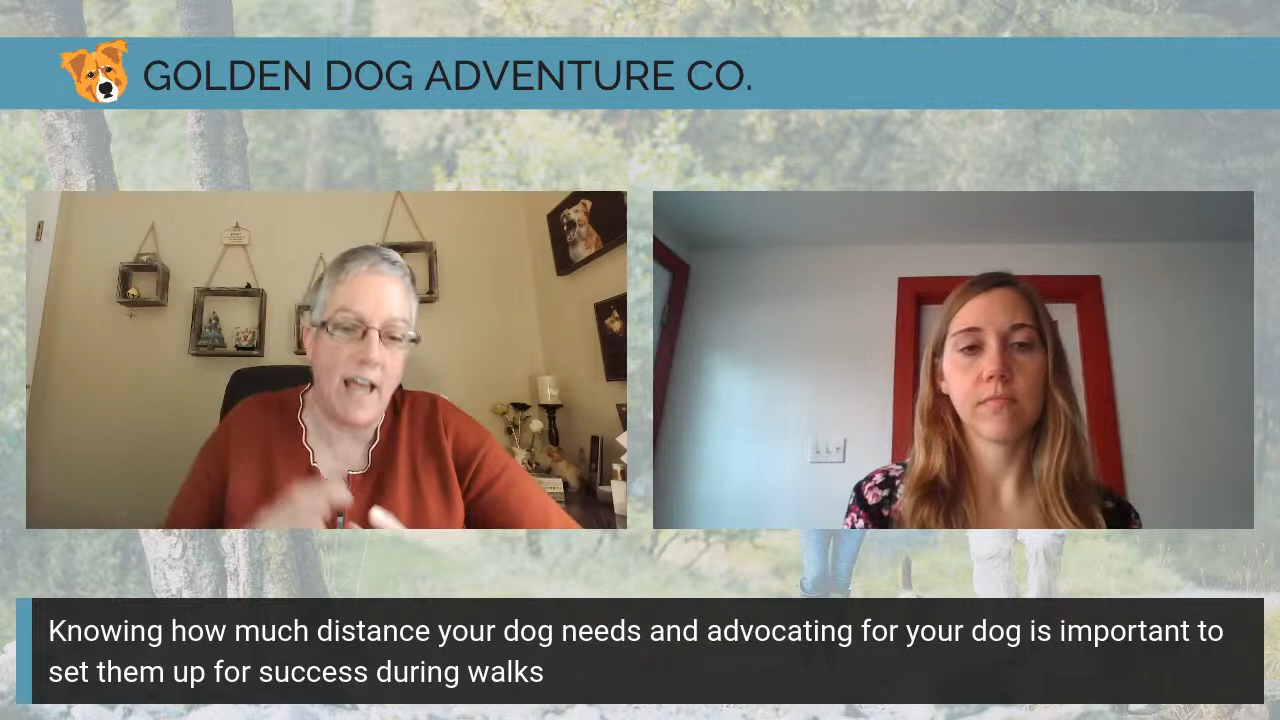 GOLDEN DOG ADVENTURE CO.
Knowing how much distance your dog needs and advocating for your dog is important to
set them up for success during walks